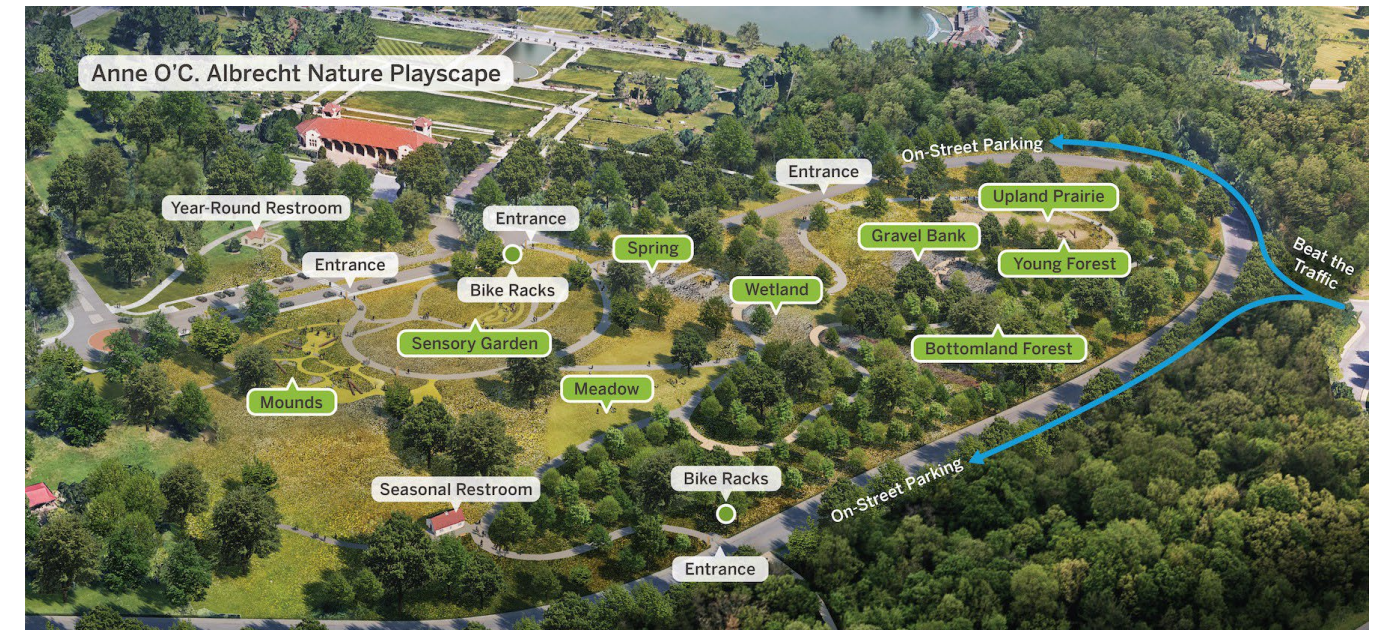 Anne O'C. Albrecht Nature Playscape
On-Street Parking
Entrance
Upland Prairie
Year-Round Restroom
Entrance
Gravel Bank
Spring
Young Forest
Beat the
Traffic
Entrance
Bike Racks
Wetland
Sensory Garden
Bottomland Forest
Meadow
Mounds
Bike Racks
Seasonal Restroom
On-Street Parking
Entrance